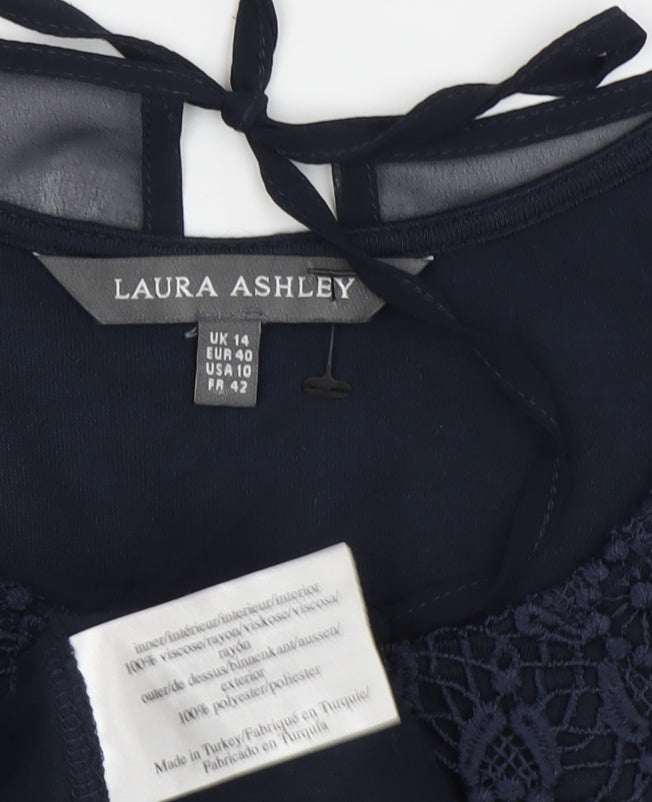 LAURA ASHLEY
UK 14
EUR 40
USA 10
FR 42
inner/intérieur/interieur/interior
100% viscose/rayon/viskose/viscosa/
rayón
outer/de dessus/binnenkant/aussen/
exterior
100% polyester/poliester
Made in Turkey/Fabriqué en Turquie/
Fabricado en Turquía